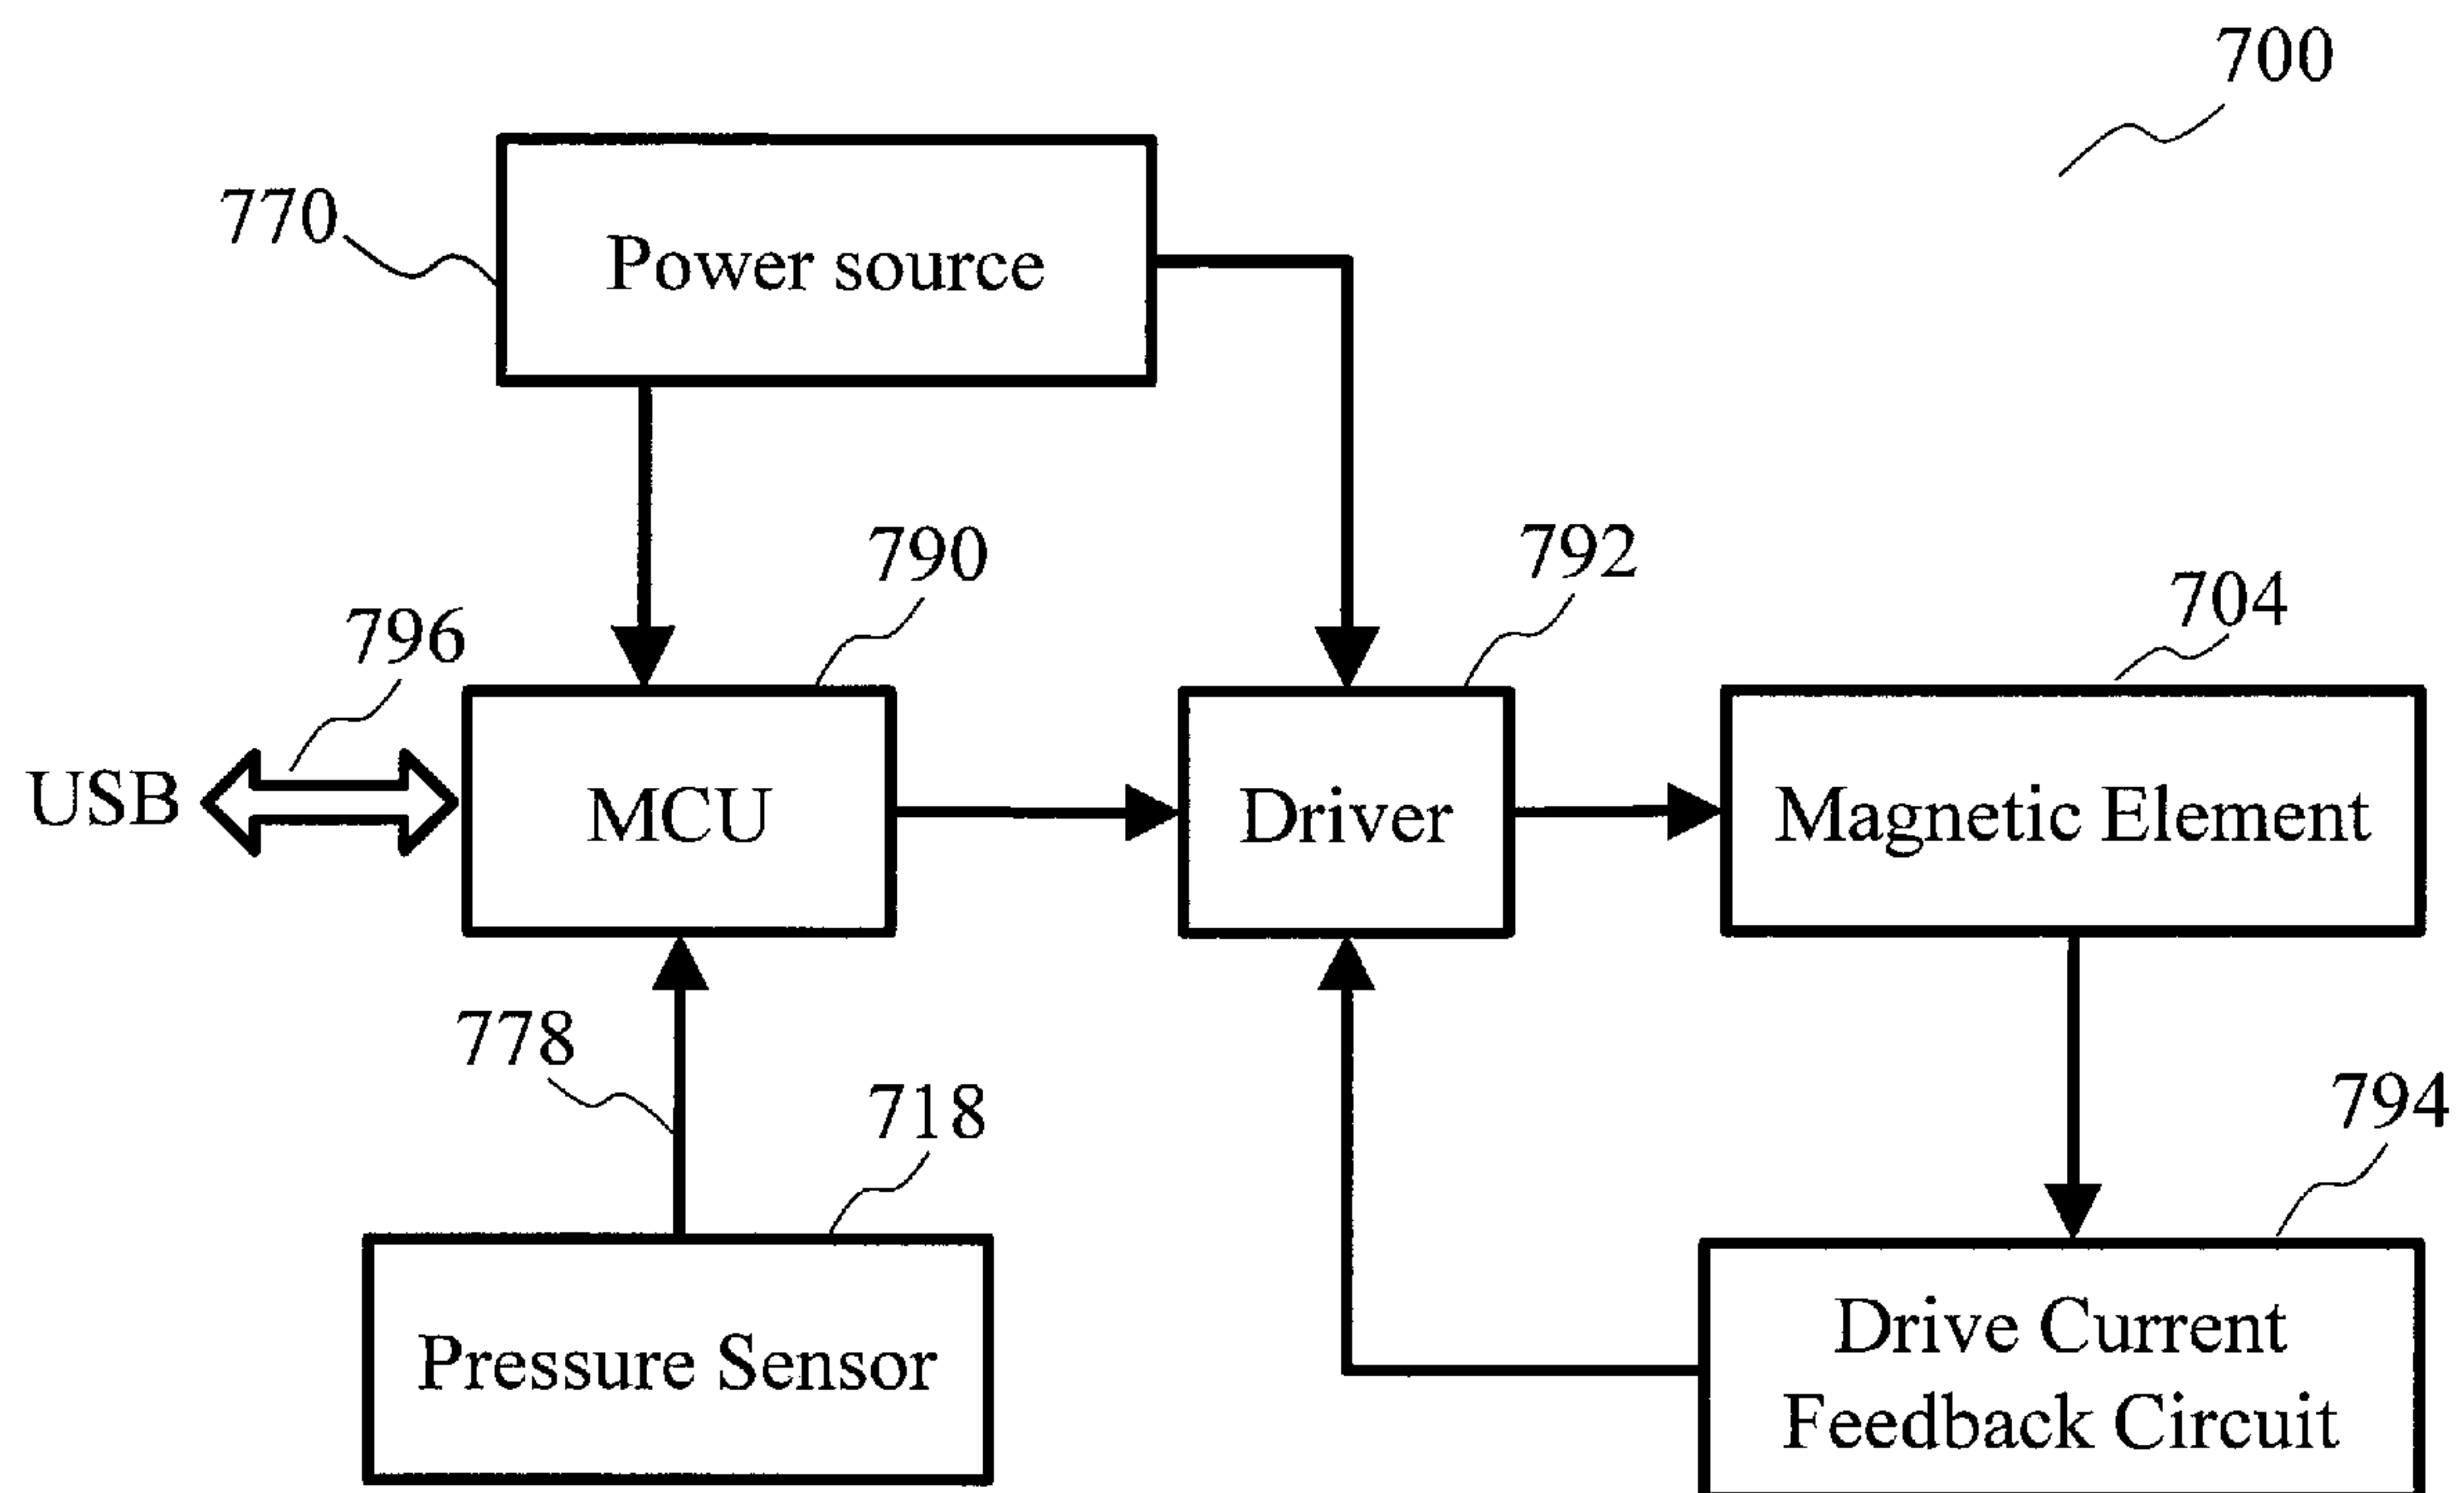 700
770
Power source
790
792
704
796
USB
MCU
Driver
Magnetic Element
778
718
794
Pressure Sensor
Drive Current
Feedback Circuit